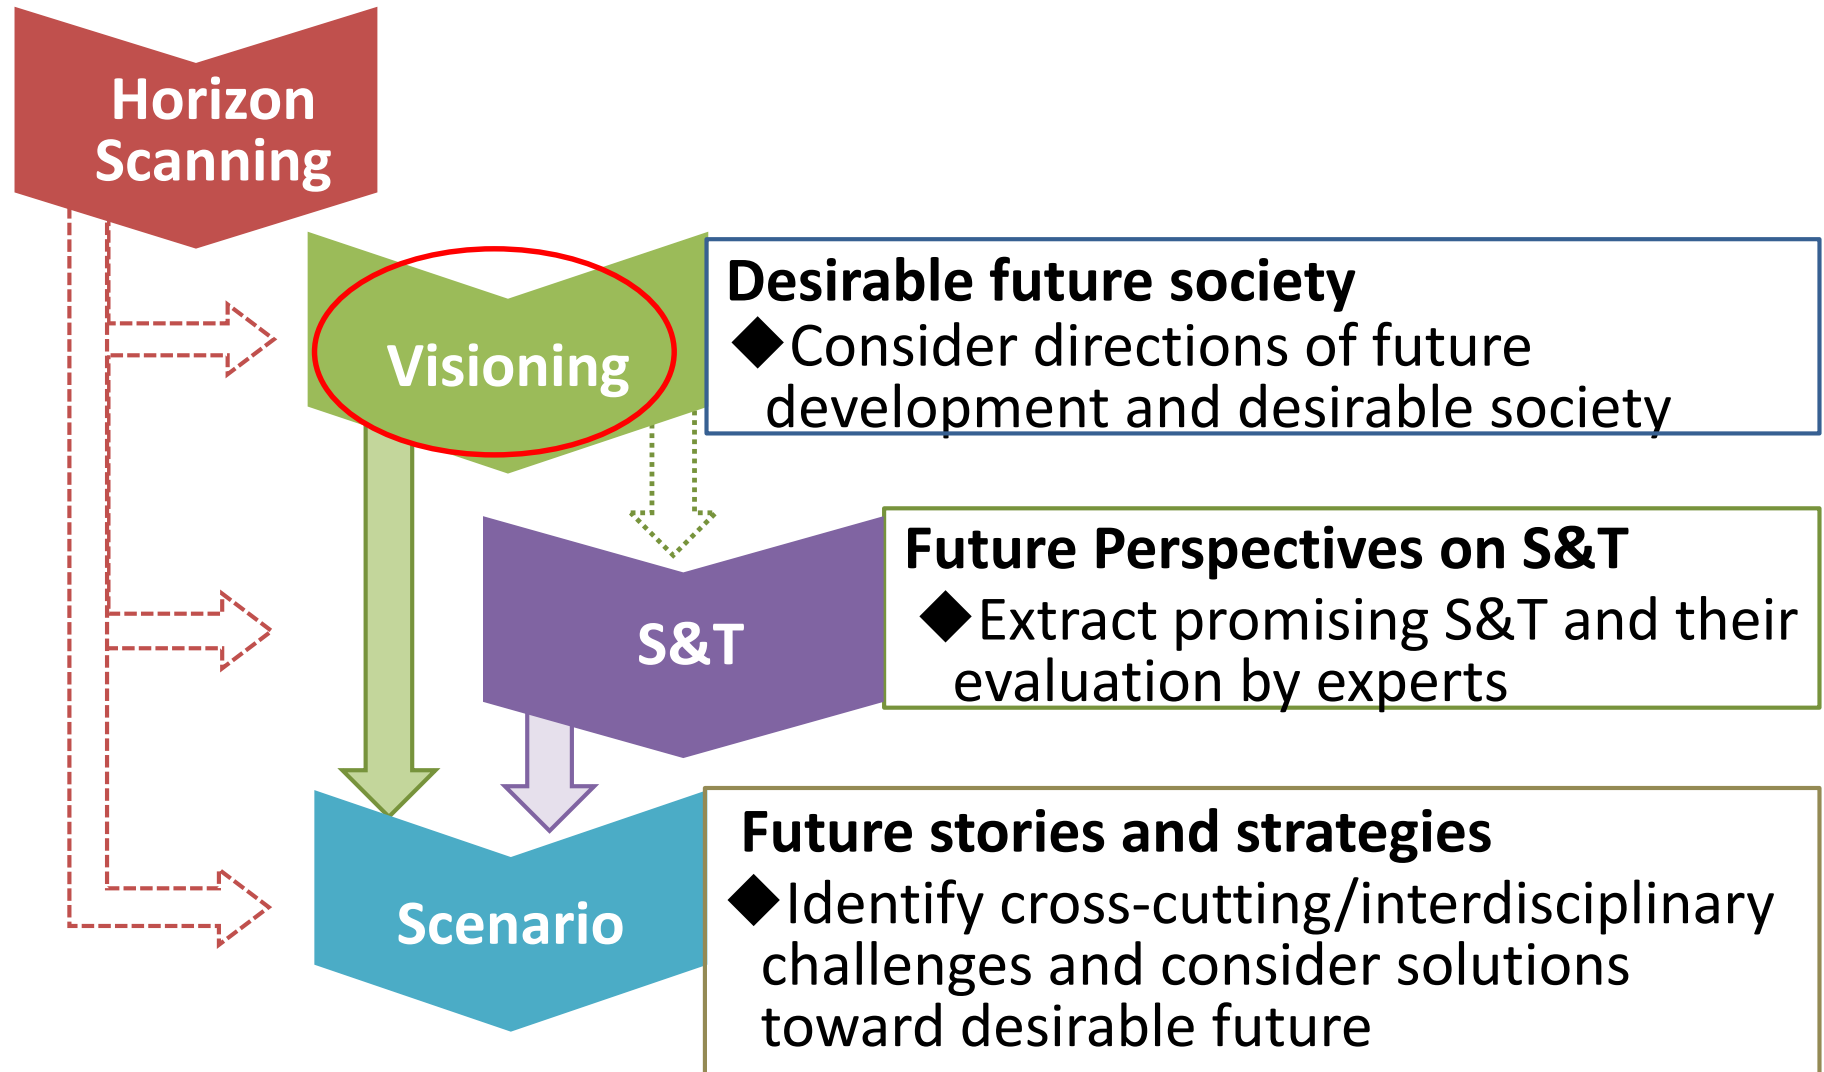 Horizon
Scanning
Visioning
Desirable future society
◆Consider directions of future
development and desirable society
S&T
Future Perspectives on S&T
◆Extract promising S&T and their
evaluation by experts
Scenario
Future stories and strategies
◆Identify cross-cutting/interdisciplinary
challenges and consider solutions
toward desirable future